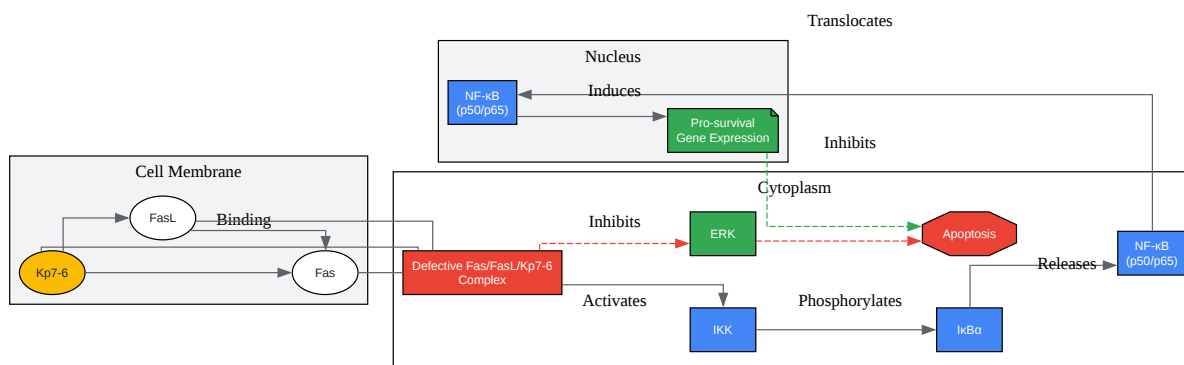 Translocates
Nucleus
NF-κB
(p50/p65)
Induces
Pro-survival
Gene Expression
Inhibits
Cell Membrane
Cytoplasm
FasL
Binding
Inhibits
ERK
Apoptosis
NF-κB
(p50/p65)
Kp7-6
Fas
Defective Fas/FasL/Kp7-6
Complex
Releases
Activates
Phosphorylates
IKK
IκBα